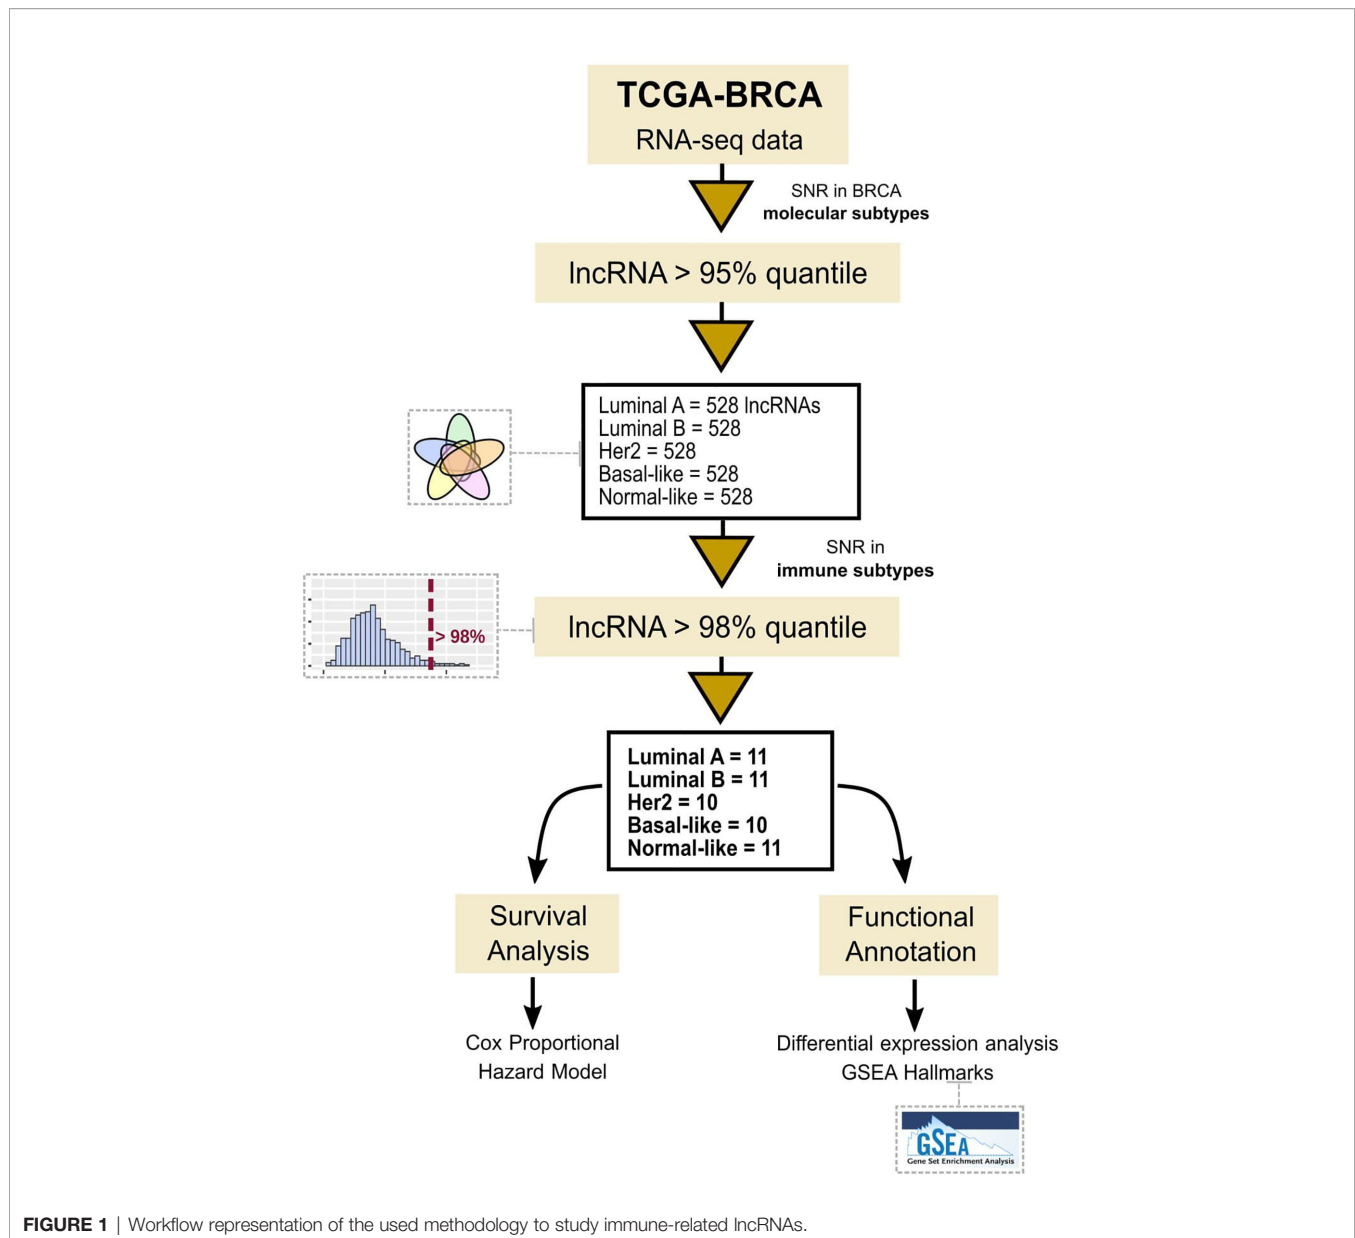 TCGA-BRCA
RNA-seq data
SNR in BRCA
molecular subtypes
lncRNA > 95% quantile
Luminal A = 528 lncRNAs
Luminal B = 528
Her2 = 528
Basal-like = 528
Normal-like = 528
SNR in
immune subtypes
> 98%
lncRNA > 98% quantile
Luminal A = 11
Luminal B = 11
Her2 = 10
Basal-like = 10
Normal-like = 11
Survival
Analysis
Functional
Annotation
Cox Proportional
Hazard Model
Differential expression analysis
GSEA Hallmarks
GSEA
Gene Set Enrichment Analysis
FIGURE 1 | Workflow representation of the used methodology to study immune-related lncRNAs.